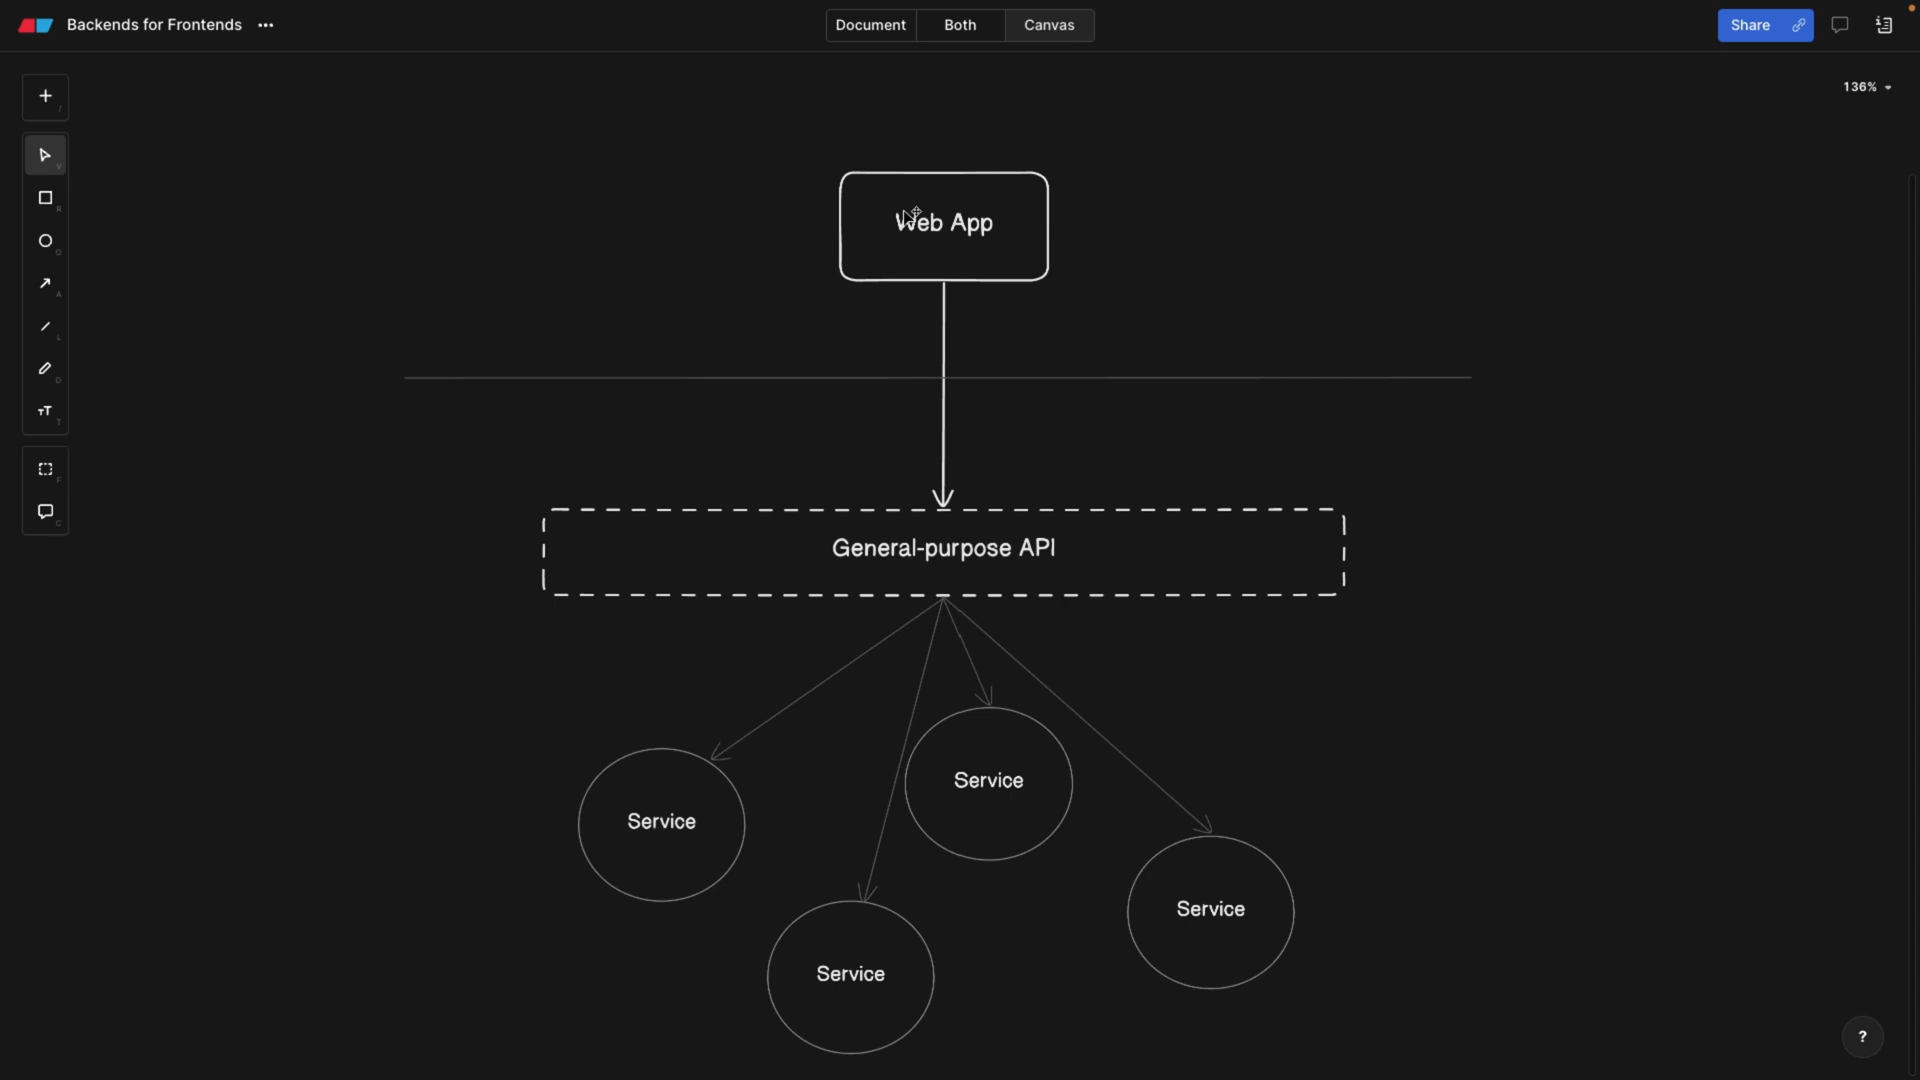 Backends for Frontends
Document
Both
Canvas
Share
136%
/
V
R
O
A
L
D
T
F
C
Web App
General-purpose API
Service
Service
Service
Service
?